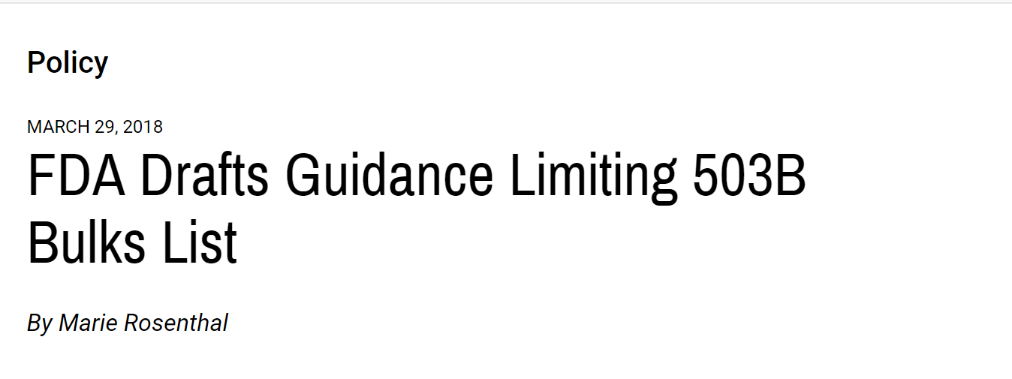 Policy
MARCH 29, 2018
FDA Drafts Guidance Limiting 503B
Bulks List
By Marie Rosenthal